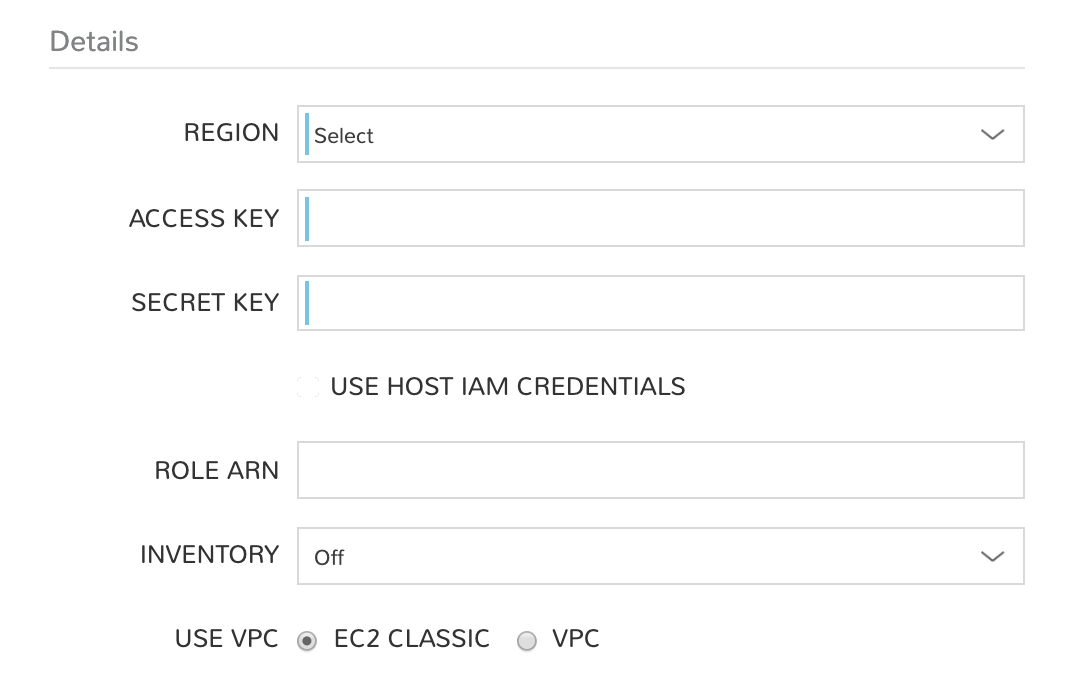 Details
REGION Select
ACCESS KEY
SECRET KEY
USE HOST IAM CREDENTIALS
ROLE ARN
INVENTORY Off
USE VPC EC2 CLASSIC VPC